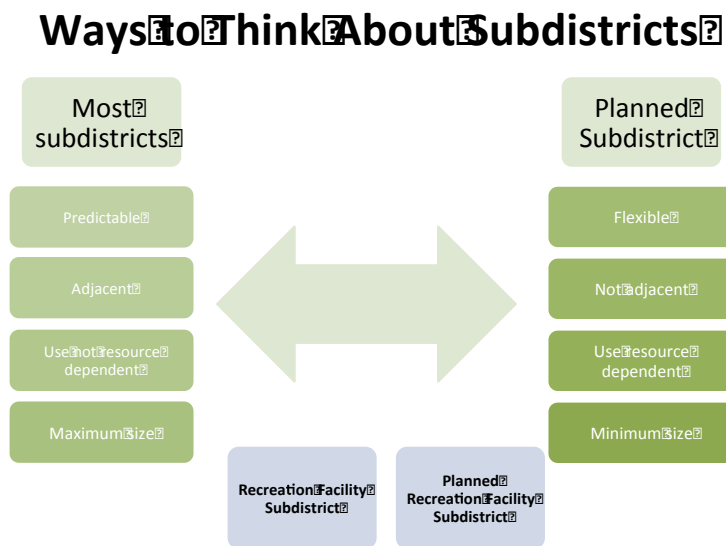 Ways to Think About Subdistricts
Most
subdistricts
Predictable
Adjacent
Use not resource
dependent
Maximum size
Planned
Subdistrict
Flexible
Not adjacent
Use resource
dependent
Minimum size
Recreation Facility
Subdistrict
Planned
Recreation Facility
Subdistrict